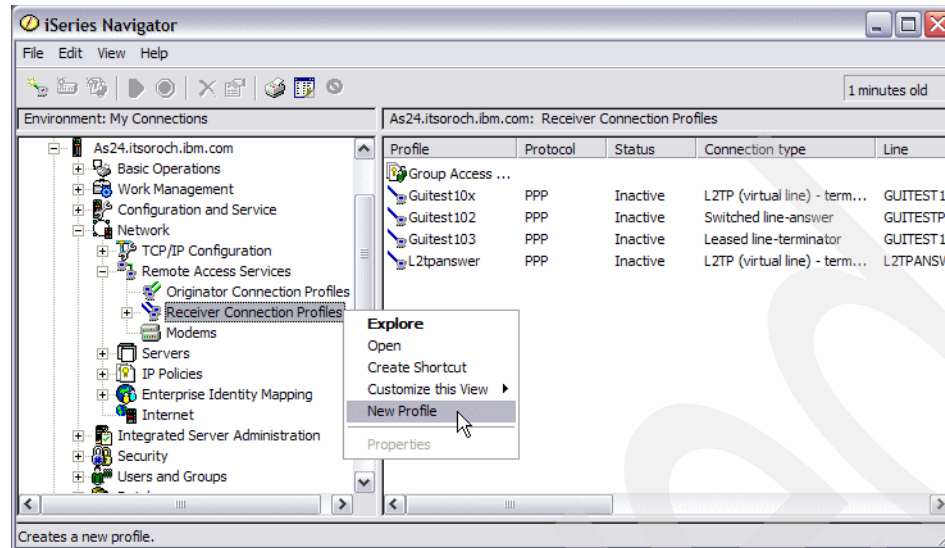 iSeries Navigator
File Edit View Help
1 minutes old
Environment: My Connections
As24.itsoroch.ibm.com: Receiver Connection Profiles
As24.itsoroch.ibm.com
Basic Operations
Work Management
Configuration and Service
Network
TCP/IP Configuration
Remote Access Services
Originator Connection Profiles
Receiver Connection Profiles
Modems
Servers
IP Policies
Enterprise Identity Mapping
Internet
Integrated Server Administration
Security
Users and Groups
Profile Protocol Status Connection type Line
Group Access ...
Guitest10x PPP Inactive L2TP (virtual line) - term... GUITEST1
Guitest102 PPP Inactive Switched line-answer GUITESTP
Guitest103 PPP Inactive Leased line-terminator GUITEST1
L2tpanswer PPP Inactive L2TP (virtual line) - term... L2TPANSW
Explore
Open
Create Shortcut
Customize this View
New Profile
Properties
Creates a new profile.